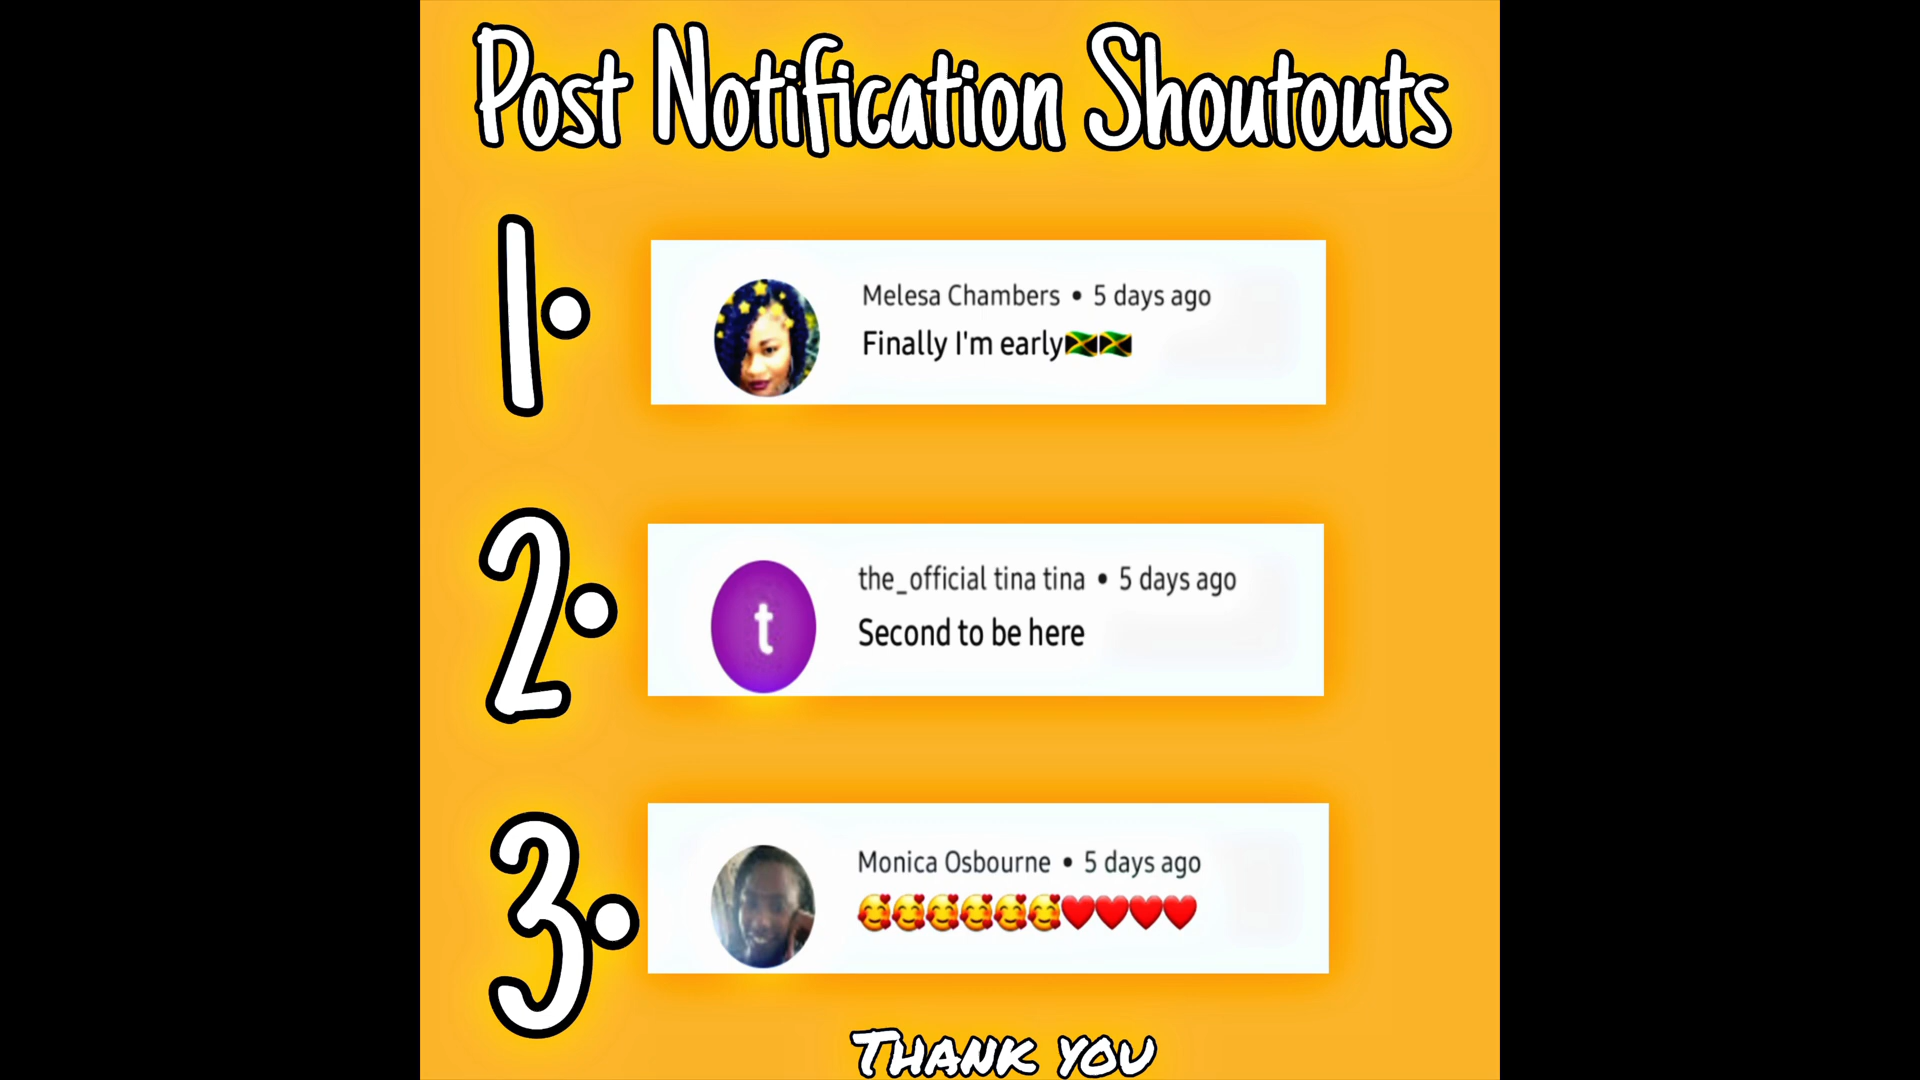 Post Notification Shoutouts
1.
Melesa Chambers • 5 days ago
Finally I'm early🇯🇲🇯🇲
2.
t
the_official tina tina • 5 days ago
Second to be here
3.
Monica Osbourne • 5 days ago
🥰🥰🥰🥰🥰🥰❤️❤️❤️❤️
THANK YOU